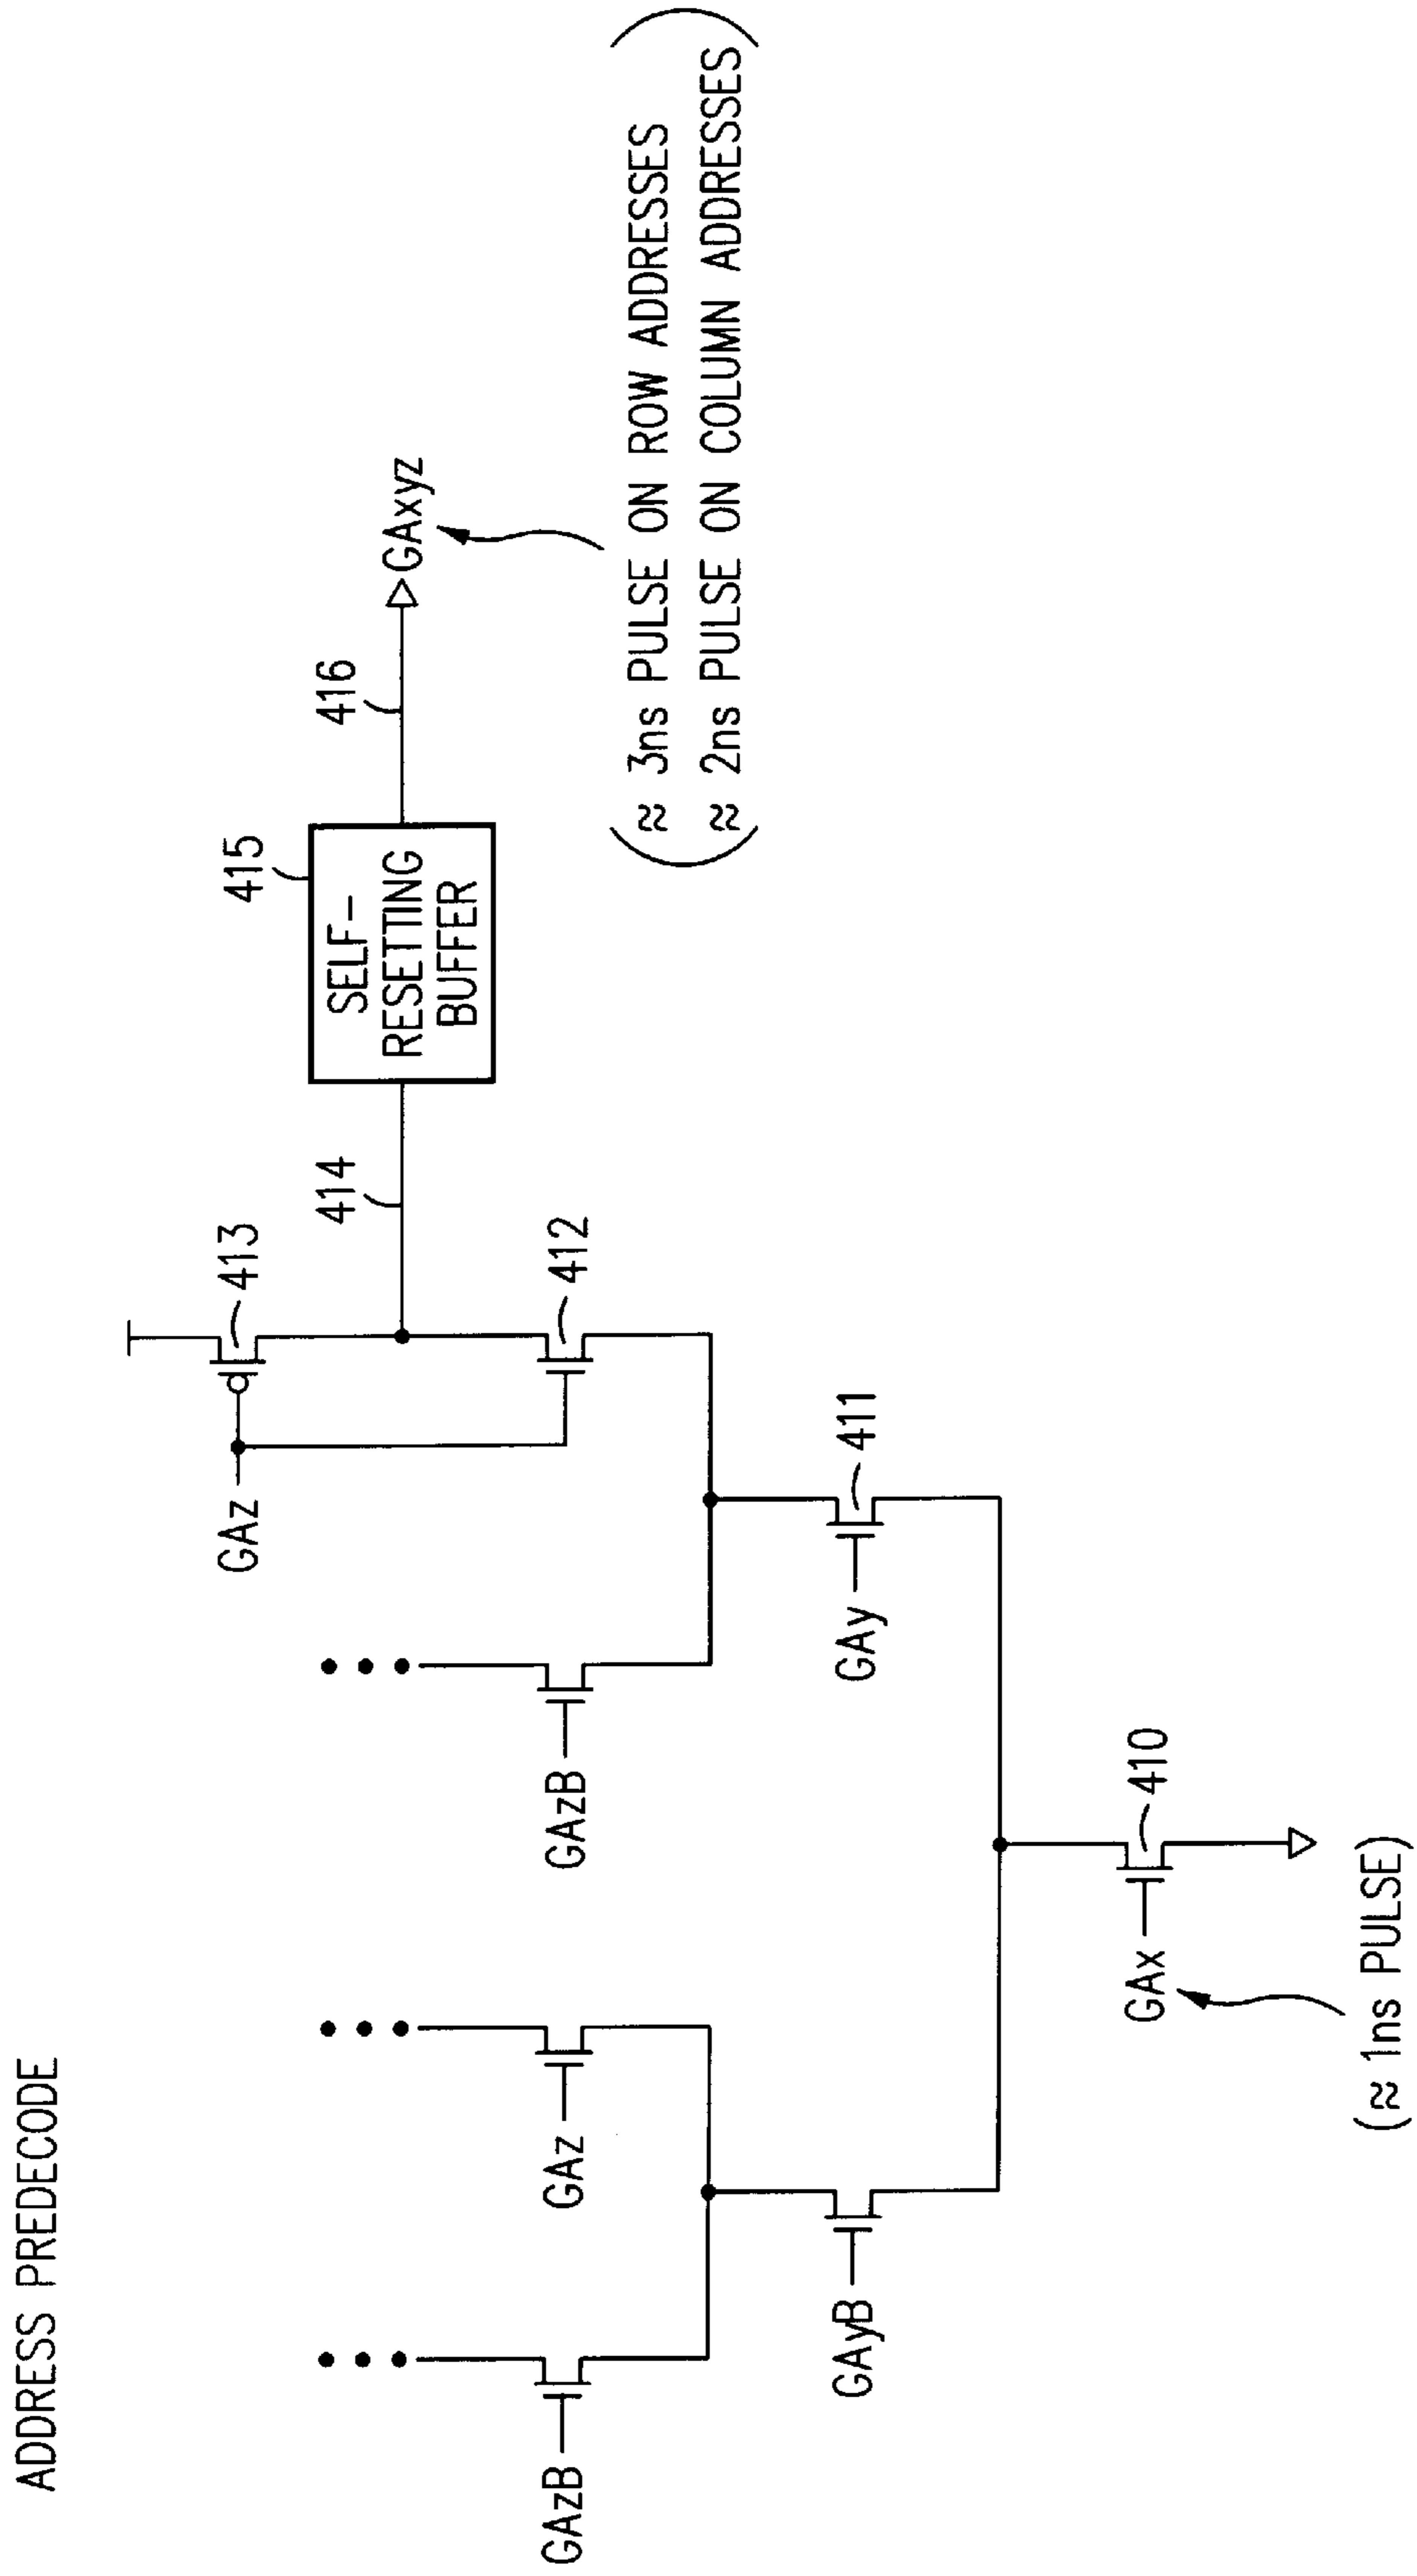 ADDRESS PREDECODE
GAz
413
414
415
SELF-
RESETTING
BUFFER
416
GAxyz
≈ 3ns PULSE ON ROW ADDRESSES
≈ 2ns PULSE ON COLUMN ADDRESSES
GAzB
GAz
GAzB
412
GAyB
GAy
411
GAx
410
(≈ 1ns PULSE)